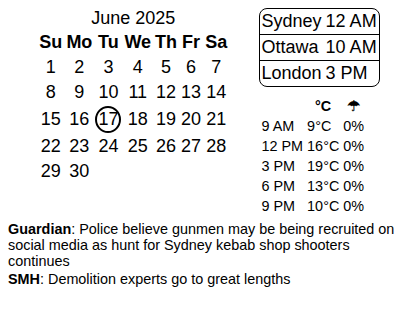 June 2025
Su Mo Tu We Th Fr Sa
1 2 3 4 5 6 7
8 9 10 11 12 13 14
15 16 17 18 19 20 21
22 23 24 25 26 27 28
29 30
Sydney 12 AM
Ottawa 10 AM
London 3 PM
°C ☂
9 AM 9°C 0%
12 PM 16°C 0%
3 PM 19°C 0%
6 PM 13°C 0%
9 PM 10°C 0%
Guardian: Police believe gunmen may be being recruited on
social media as hunt for Sydney kebab shop shooters
continues
SMH: Demolition experts go to great lengths